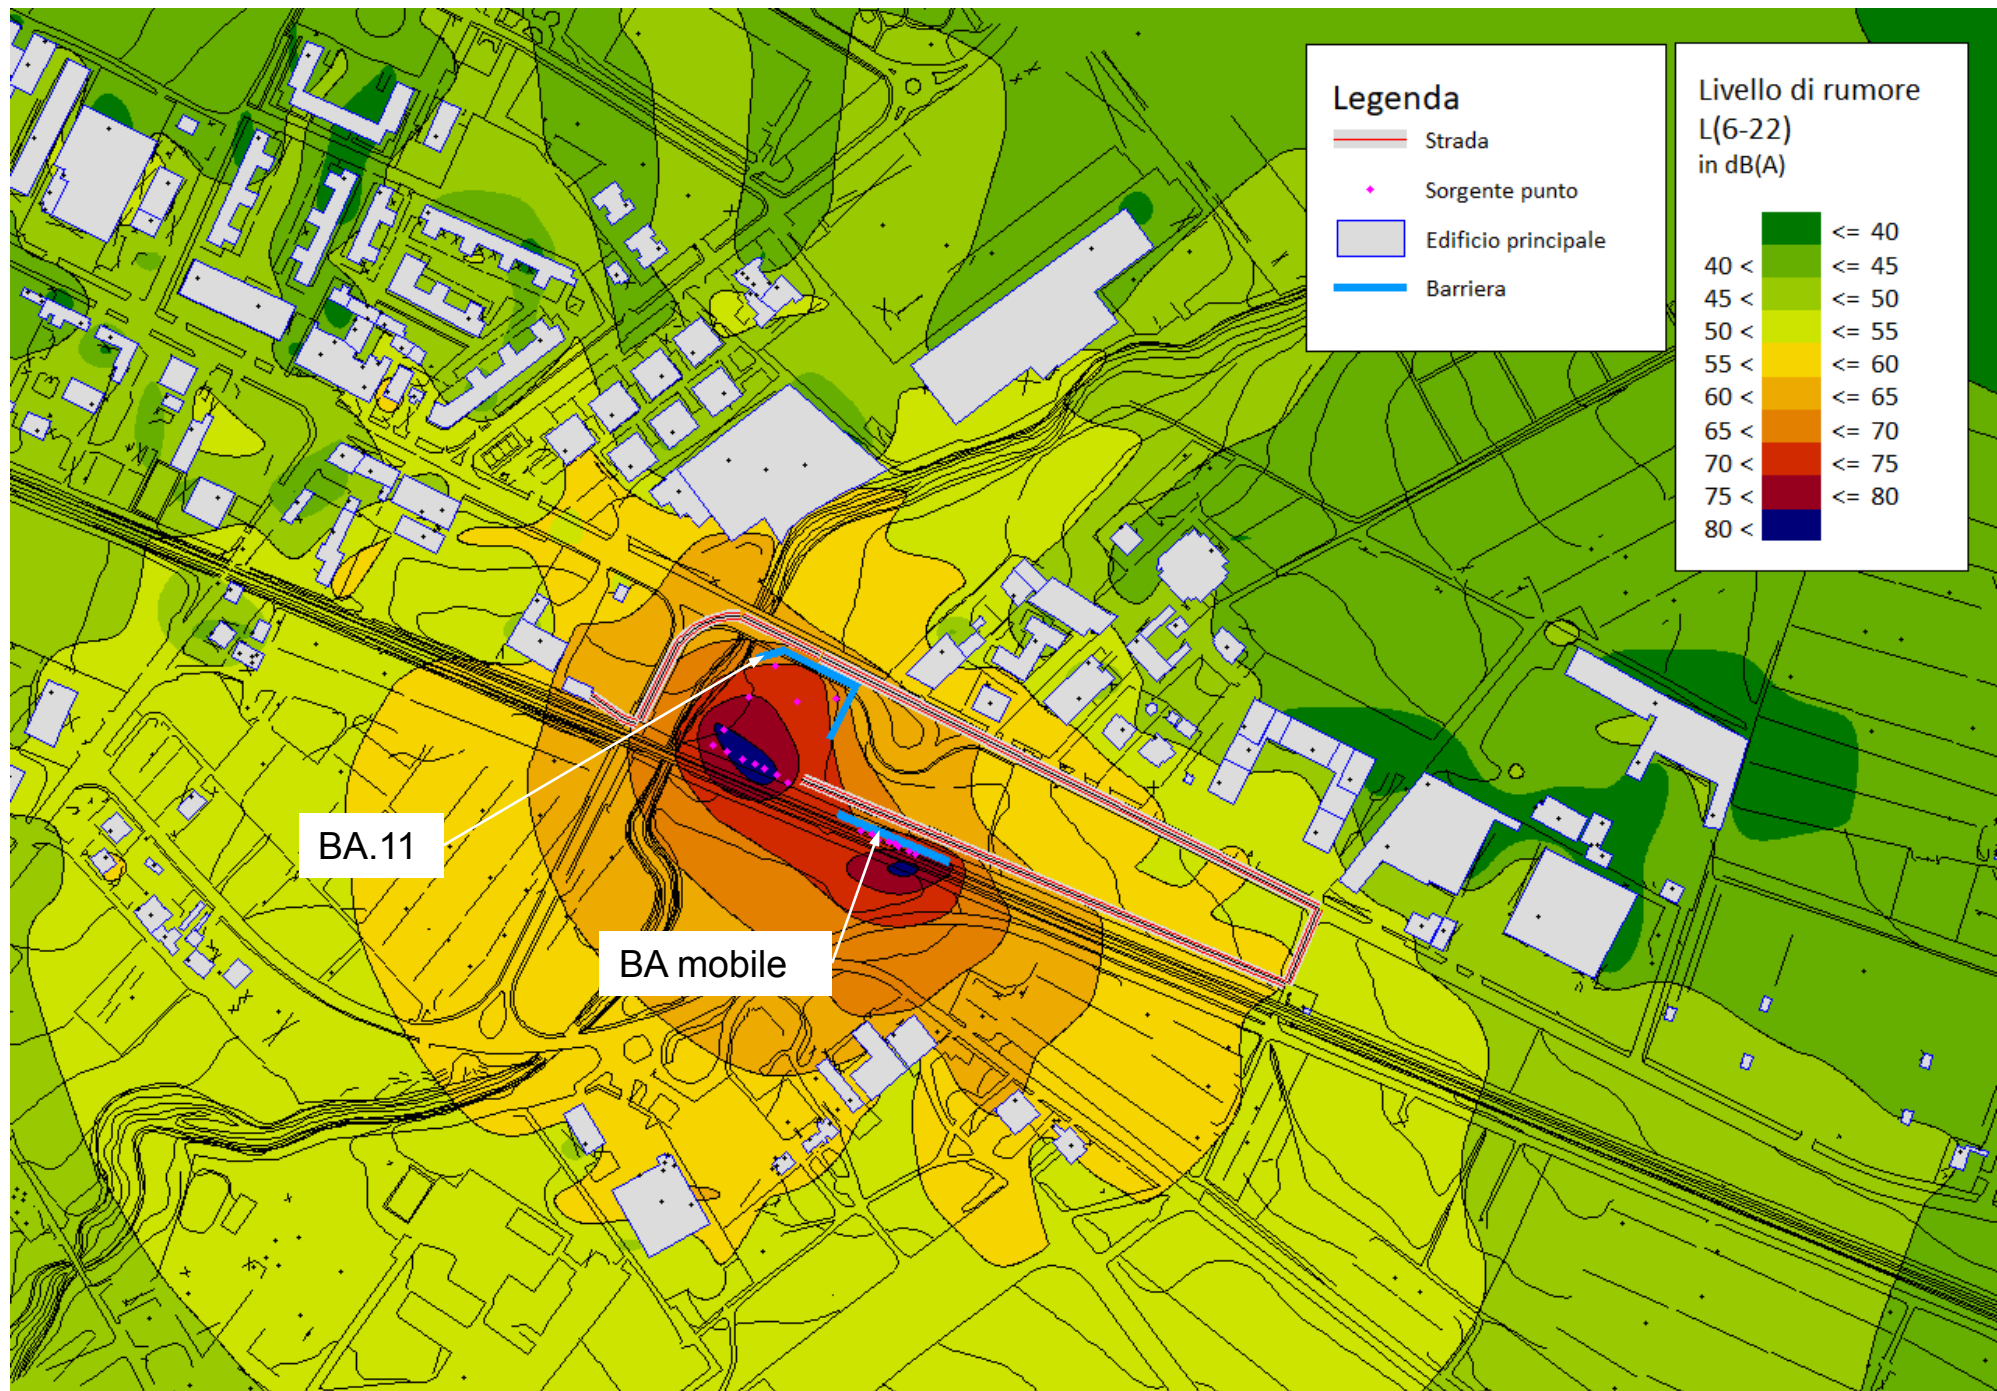 Legenda
Strada
Sorgente punto
Edificio principale
Barriera
Livello di rumore
L(6-22)
in dB(A)
<= 40
40 < <= 45
45 < <= 50
50 < <= 55
55 < <= 60
60 < <= 65
65 < <= 70
70 < <= 75
75 < <= 80
80 <
BA.11
BA mobile